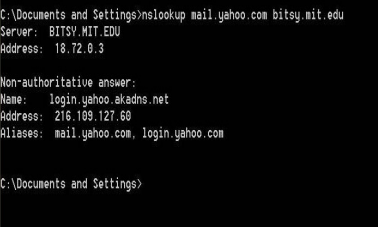 C:\Documents and Settings>nslookup mail.yahoo.com bitsy.mit.edu
Server:  BITSY.MIT.EDU
Address:  18.72.0.3
Non-authoritative answer:
Name:    login.yahoo.akadns.net
Address:  216.109.127.60
Aliases:  mail.yahoo.com, login.yahoo.com
C:\Documents and Settings>